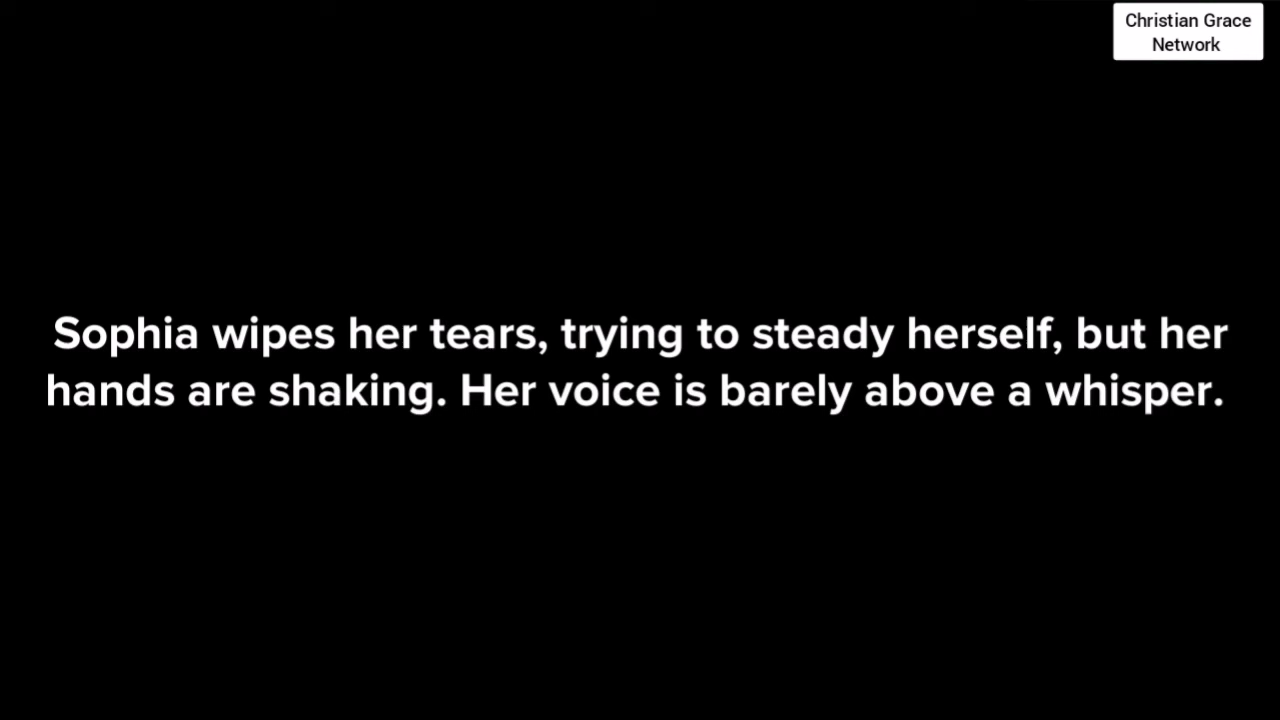 Christian Grace
Network
Sophia wipes her tears, trying to steady herself, but her
hands are shaking. Her voice is barely above a whisper.